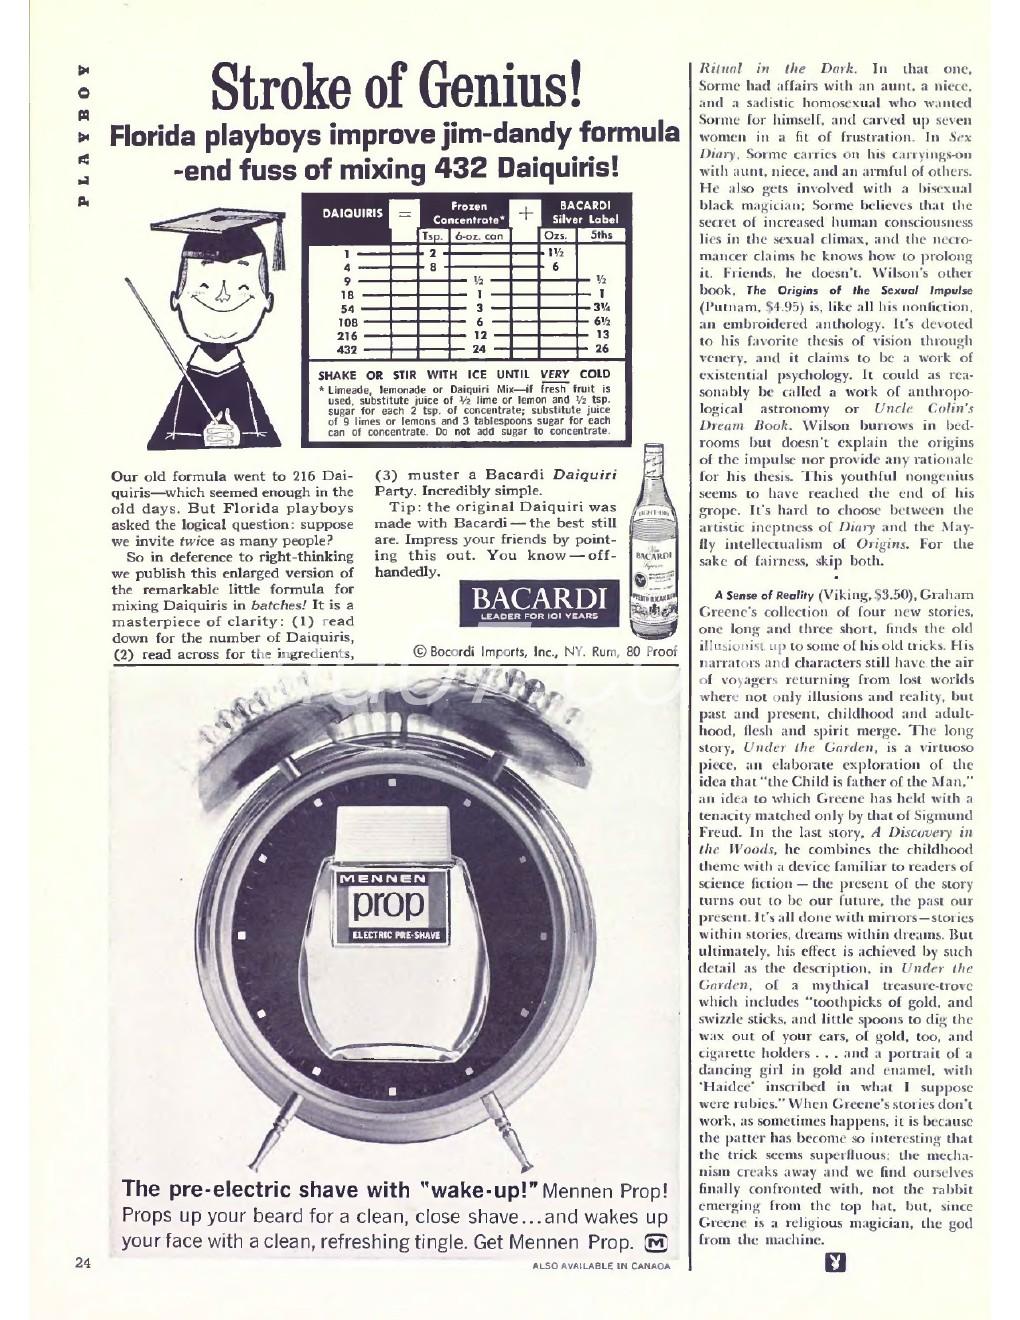 PLAYBOY
Stroke of Genius!
Florida playboys improve jim-dandy formula
-end fuss of mixing 432 Daiquiris!
DAIQUIRIS = Frozen Concentrate* + BACARDI Silver Label
Tsp. 6-oz. can Ozs. 5ths
1 2 1½
4 8 6
9 ½ ½
18 1 1
54 3 3¼
108 6 6½
216 12 13
432 24 26
SHAKE OR STIR WITH ICE UNTIL VERY COLD
* Limeade, lemonade or Daiquiri Mix—if fresh fruit is
used, substitute juice of ½ lime or lemon and ½ tsp.
sugar for each 2 tsp. of concentrate; substitute juice
of 9 limes or lemons and 3 tablespoons sugar for each
can of concentrate. Do not add sugar to concentrate.
Our old formula went to 216 Dai-
quiris—which seemed enough in the
old days. But Florida playboys
asked the logical question: suppose
we invite twice as many people?
So in deference to right-thinking
we publish this enlarged version of
the remarkable little formula for
mixing Daiquiris in batches! It is a
masterpiece of clarity: (1) read
down for the number of Daiquiris,
(2) read across for the ingredients,
(3) muster a Bacardi Daiquiri
Party. Incredibly simple.
Tip: the original Daiquiri was
made with Bacardi — the best still
are. Impress your friends by point-
ing this out. You know — off-
handedly.
BACARDI
BACARDI
LEADER FOR 101 YEARS
© Bacardi Imports, Inc., NY. Rum, 80 Proof
MENNEN
prop
ELECTRIC PRE-SHAVE
The pre-electric shave with "wake-up!" Mennen Prop!
Props up your beard for a clean, close shave...and wakes up
your face with a clean, refreshing tingle. Get Mennen Prop. M
ALSO AVAILABLE IN CANADA
24
Ritual in the Dark. In that one,
Sorme had affairs with an aunt, a niece,
and a sadistic homosexual who wanted
Sorme for himself, and carved up seven
women in a fit of frustration. In Sex
Diary, Sorme carries on his carryings-on
with aunt, niece, and an armful of others.
He also gets involved with a bisexual
black magician; Sorme believes that the
secret of increased human consciousness
lies in the sexual climax, and the necro-
mancer claims he knows how to prolong
it. Friends, he doesn't. Wilson's other
book, The Origins of the Sexual Impulse
(Putnam, $4.95) is, like all his nonfiction,
an embroidered anthology. It's devoted
to his favorite thesis of vision through
venery, and it claims to be a work of
existential psychology. It could as rea-
sonably be called a work of anthropo-
logical astronomy or Uncle Colin's
Dream Book. Wilson burrows in bed-
rooms but doesn't explain the origins
of the impulse nor provide any rationale
for his thesis. This youthful nongenius
seems to have reached the end of his
grope. It's hard to choose between the
artistic ineptness of Diary and the May-
fly intellectualism of Origins. For the
sake of fairness, skip both.
•
A Sense of Reality (Viking, $3.50), Graham
Greene's collection of four new stories,
one long and three short, finds the old
illusionist up to some of his old tricks. His
narrators and characters still have the air
of voyagers returning from lost worlds
where not only illusions and reality, but
past and present, childhood and adult-
hood, flesh and spirit merge. The long
story, Under the Garden, is a virtuoso
piece, an elaborate exploration of the
idea that "the Child is father of the Man,"
an idea to which Greene has held with a
tenacity matched only by that of Sigmund
Freud. In the last story, A Discovery in
the Woods, he combines the childhood
theme with a device familiar to readers of
science fiction — the present of the story
turns out to be our future, the past our
present. It's all done with mirrors—stories
within stories, dreams within dreams. But
ultimately, his effect is achieved by such
detail as the description, in Under the
Garden, of a mythical treasure-trove
which includes "toothpicks of gold, and
swizzle sticks, and little spoons to dig the
wax out of your ears, of gold, too, and
cigarette holders . . . and a portrait of a
dancing girl in gold and enamel, with
'Haidee' inscribed in what I suppose
were rubies." When Greene's stories don't
work, as sometimes happens, it is because
the patter has become so interesting that
the trick seems superfluous; the mecha-
nism creaks away and we find ourselves
finally confronted with, not the rabbit
emerging from the top hat, but, since
Greene is a religious magician, the god
from the machine.